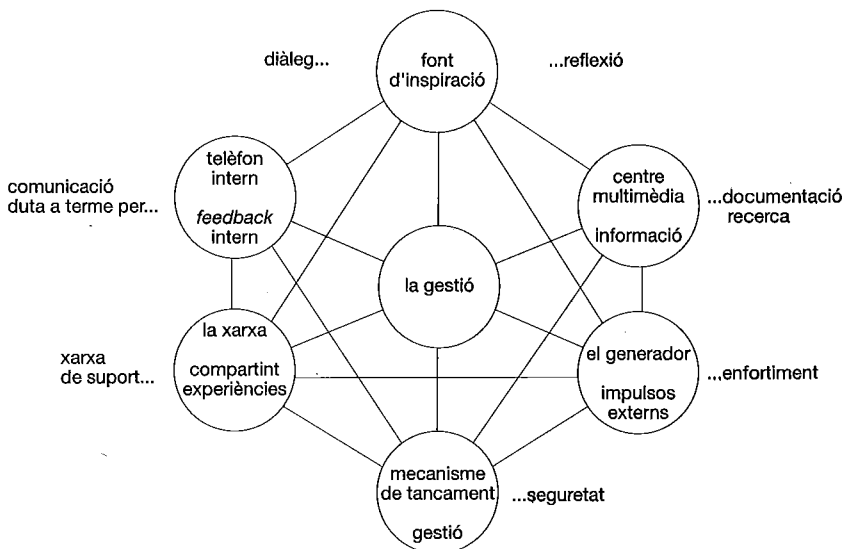 diàleg...
font
d'inspiració
...reflexió
telèfon
intern
feedback
intern
comunicació
duta a terme per...
centre
multimèdia
informació
...documentació
recerca
la gestió
la xarxa
compartint
experiències
xarxa
de suport...
el generador
impulsos
externs
...enfortiment
mecanisme
de tancament
gestió
...seguretat